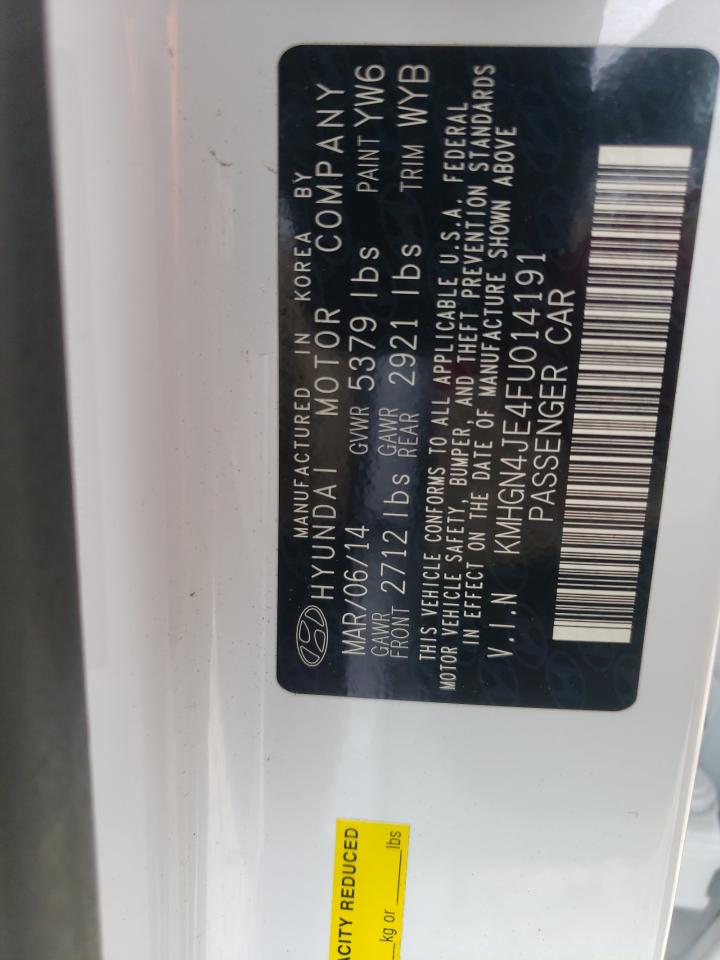 MANUFACTURED IN KOREA BY
HYUNDAI MOTOR COMPANY
MAR/06/14 GVWR 5379 lbs PAINT YW6
GAWR FRONT 2712 lbs GAWR REAR 2921 lbs TRIM WYB
THIS VEHICLE CONFORMS TO ALL APPLICABLE U.S.A. FEDERAL
MOTOR VEHICLE SAFETY, BUMPER, AND THEFT PREVENTION STANDARDS
IN EFFECT ON THE DATE OF MANUFACTURE SHOWN ABOVE
V.I.N KMHGN4JE4FU014191
PASSENGER CAR
ACITY REDUCED
kg or ____lbs